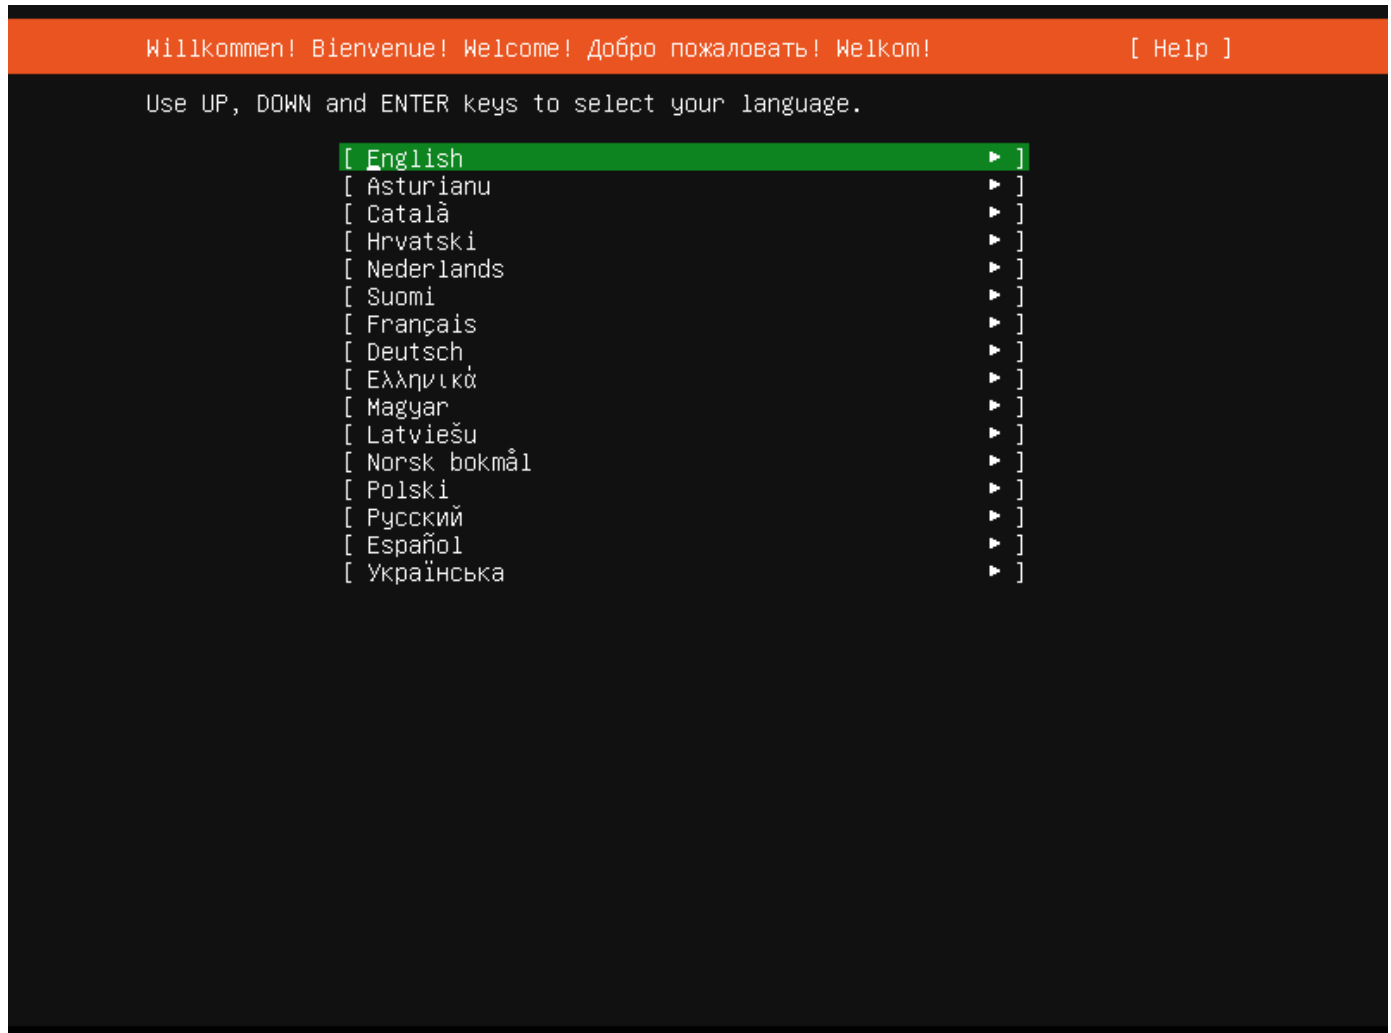 Willkommen! Bienvenue! Welcome! Добро пожаловать! Welkom! [ Help ]
Use UP, DOWN and ENTER keys to select your language.
[ English ► ]
[ Asturianu ► ]
[ Català ► ]
[ Hrvatski ► ]
[ Nederlands ► ]
[ Suomi ► ]
[ Français ► ]
[ Deutsch ► ]
[ Ελληνικά ► ]
[ Magyar ► ]
[ Latviešu ► ]
[ Norsk bokmål ► ]
[ Polski ► ]
[ Русский ► ]
[ Español ► ]
[ Українська ► ]